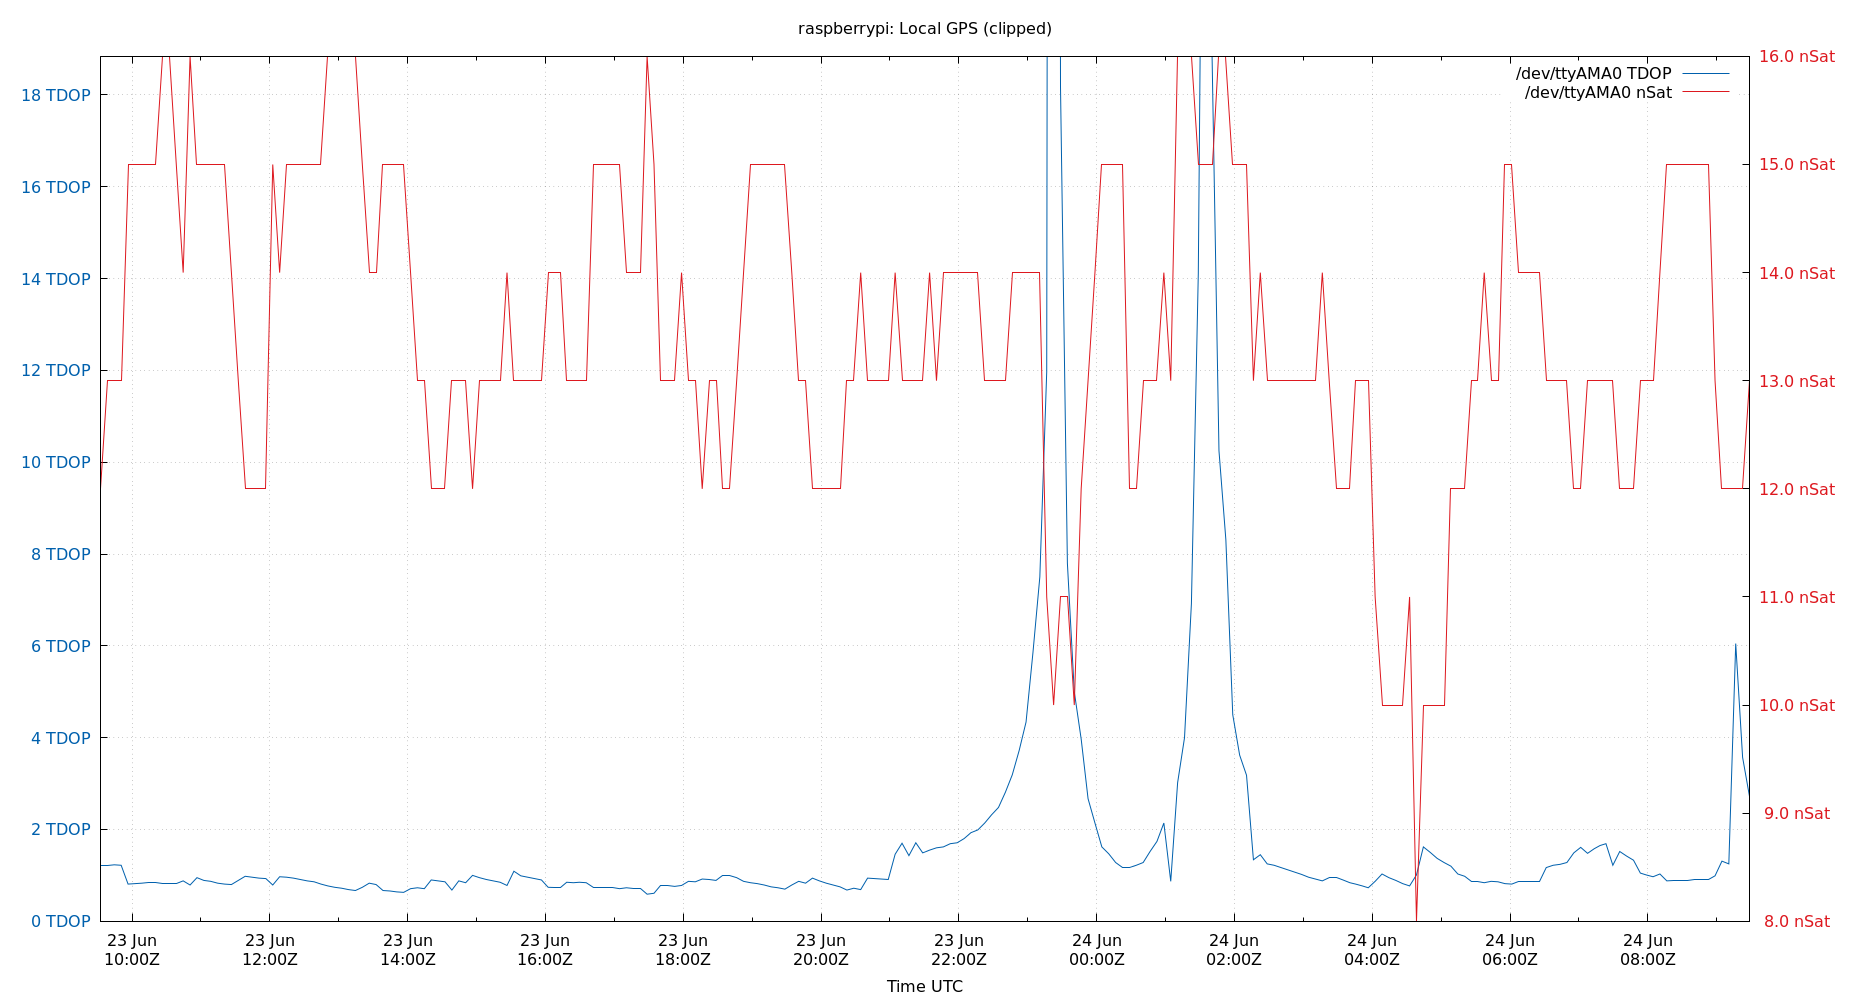 raspberrypi: Local GPS (clipped)
/dev/ttyAMA0 TDOP
/dev/ttyAMA0 nSat
18 TDOP
16 TDOP
14 TDOP
12 TDOP
10 TDOP
8 TDOP
6 TDOP
4 TDOP
2 TDOP
0 TDOP
16.0 nSat
15.0 nSat
14.0 nSat
13.0 nSat
12.0 nSat
11.0 nSat
10.0 nSat
9.0 nSat
8.0 nSat
23 Jun
10:00Z
23 Jun
12:00Z
23 Jun
14:00Z
23 Jun
16:00Z
23 Jun
18:00Z
23 Jun
20:00Z
23 Jun
22:00Z
24 Jun
00:00Z
24 Jun
02:00Z
24 Jun
04:00Z
24 Jun
06:00Z
24 Jun
08:00Z
Time UTC